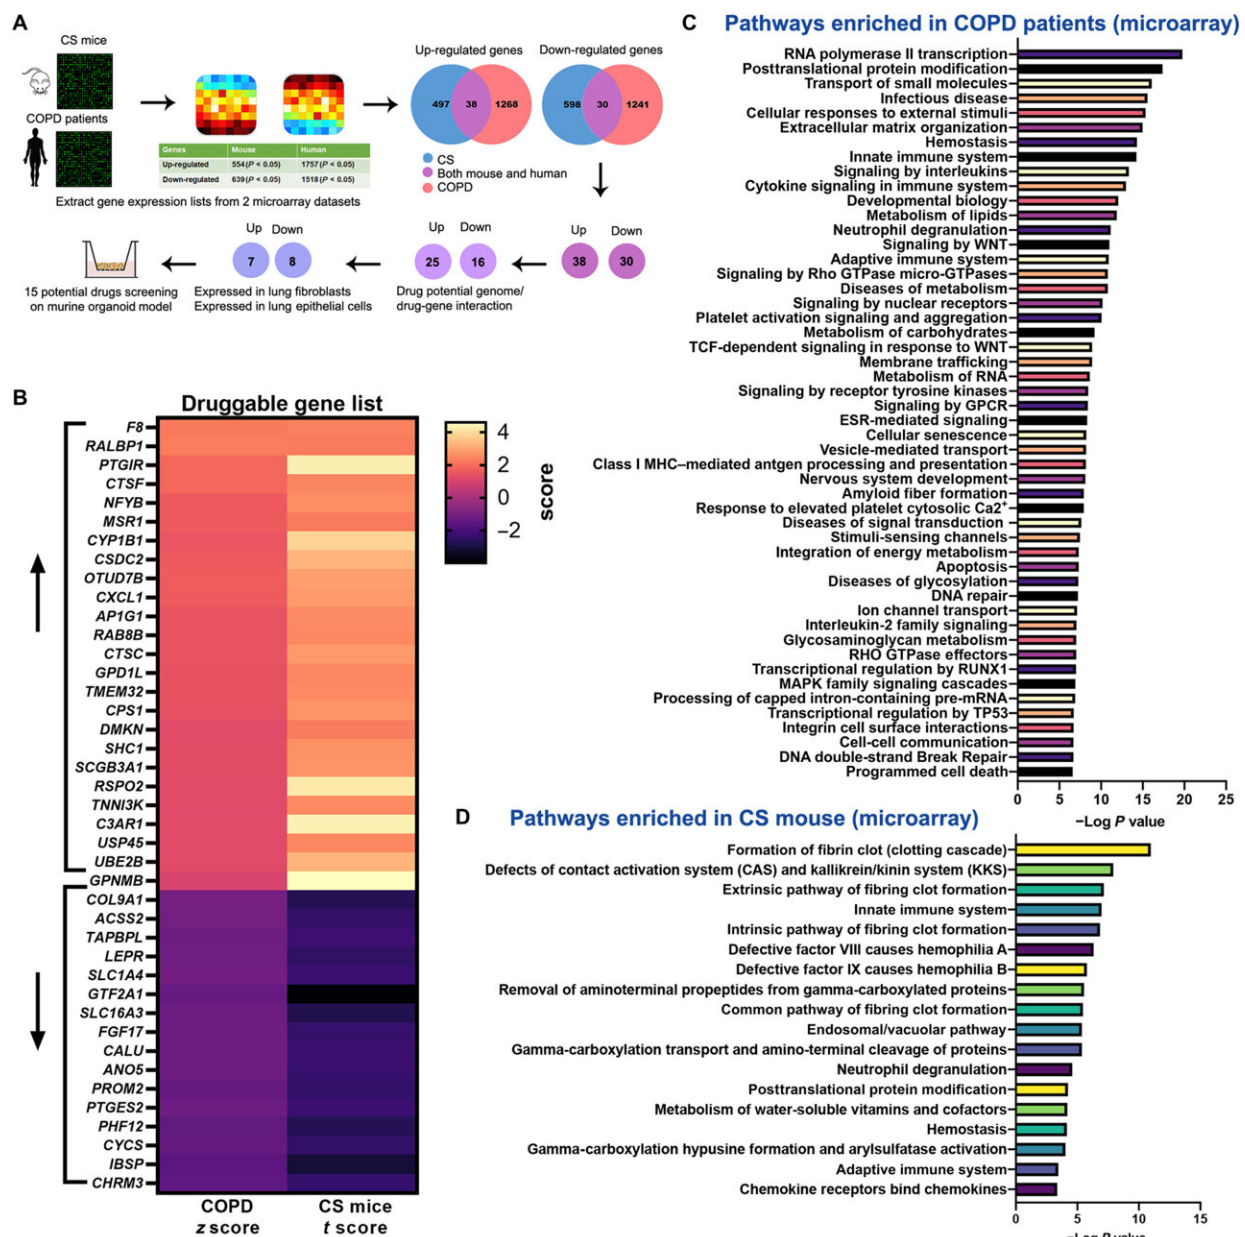 A
CS mice
COPD patients
Genes Mouse Human
Up-regulated 554 (P < 0.05) 1757 (P < 0.05)
Down-regulated 639 (P < 0.05) 1518 (P < 0.05)
Extract gene expression lists from 2 microarray datasets
Up-regulated genes Down-regulated genes
497 38 1268 598 30 1241
CS
Both mouse and human
COPD
Up Down
38 30
Up Down
25 16
Drug potential genome/
drug-gene interaction
Up Down
7 8
Expressed in lung fibroblasts
Expressed in lung epithelial cells
15 potential drugs screening
on murine organoid model
B
Druggable gene list
F8
RALBP1
PTGIR
CTSF
NFYB
MSR1
CYP1B1
CSDC2
OTUD7B
CXCL1
AP1G1
RAB8B
CTSC
GPD1L
TMEM32
CPS1
DMKN
SHC1
SCGB3A1
RSPO2
TNNI3K
C3AR1
USP45
UBE2B
GPNMB
COL9A1
ACSS2
TAPBPL
LEPR
SLC1A4
GTF2A1
SLC16A3
FGF17
CALU
ANO5
PROM2
PTGES2
PHF12
CYCS
IBSP
CHRM3
COPD
z score
CS mice
t score
4
2
0
−2
score
C
Pathways enriched in COPD patients (microarray)
RNA polymerase II transcription
Posttranslational protein modification
Transport of small molecules
Infectious disease
Cellular responses to external stimuli
Extracellular matrix organization
Hemostasis
Innate immune system
Signaling by interleukins
Cytokine signaling in immune system
Developmental biology
Metabolism of lipids
Neutrophil degranulation
Signaling by WNT
Adaptive immune system
Signaling by Rho GTPase micro-GTPases
Diseases of metabolism
Signaling by nuclear receptors
Platelet activation signaling and aggregation
Metabolism of carbohydrates
TCF-dependent signaling in response to WNT
Membrane trafficking
Metabolism of RNA
Signaling by receptor tyrosine kinases
Signaling by GPCR
ESR-mediated signaling
Cellular senescence
Vesicle-mediated transport
Class I MHC–mediated antgen processing and presentation
Nervous system development
Amyloid fiber formation
Response to elevated platelet cytosolic Ca2+
Diseases of signal transduction
Stimuli-sensing channels
Integration of energy metabolism
Apoptosis
Diseases of glycosylation
DNA repair
Ion channel transport
Interleukin-2 family signaling
Glycosaminoglycan metabolism
RHO GTPase effectors
Transcriptional regulation by RUNX1
MAPK family signaling cascades
Processing of capped intron-containing pre-mRNA
Transcriptional regulation by TP53
Integrin cell surface interactions
Cell-cell communication
DNA double-strand Break Repair
Programmed cell death
0 5 10 15 20 25
−Log P value
D
Pathways enriched in CS mouse (microarray)
Formation of fibrin clot (clotting cascade)
Defects of contact activation system (CAS) and kallikrein/kinin system (KKS)
Extrinsic pathway of fibring clot formation
Innate immune system
Intrinsic pathway of fibring clot formation
Defective factor VIII causes hemophilia A
Defective factor IX causes hemophilia B
Removal of aminoterminal propeptides from gamma-carboxylated proteins
Common pathway of fibring clot formation
Endosomal/vacuolar pathway
Gamma-carboxylation transport and amino-terminal cleavage of proteins
Neutrophil degranulation
Posttranslational protein modification
Metabolism of water-soluble vitamins and cofactors
Hemostasis
Gamma-carboxylation hypusine formation and arylsulfatase activation
Adaptive immune system
Chemokine receptors bind chemokines
0 5 10 15
−Log P value